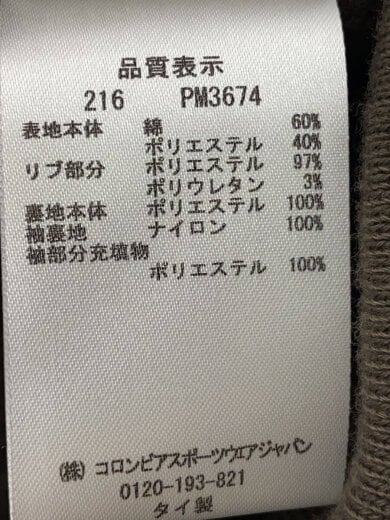 品質表示
216 PM3674
表地本体 綿 60%
ポリエステル 40%
リブ部分 ポリエステル 97%
ポリウレタン 3%
裏地本体 ポリエステル 100%
袖裏地 ナイロン 100%
袖部分充填物
ポリエステル 100%
(株) コロンビアスポーツウエアジャパン
0120-193-821
タイ製